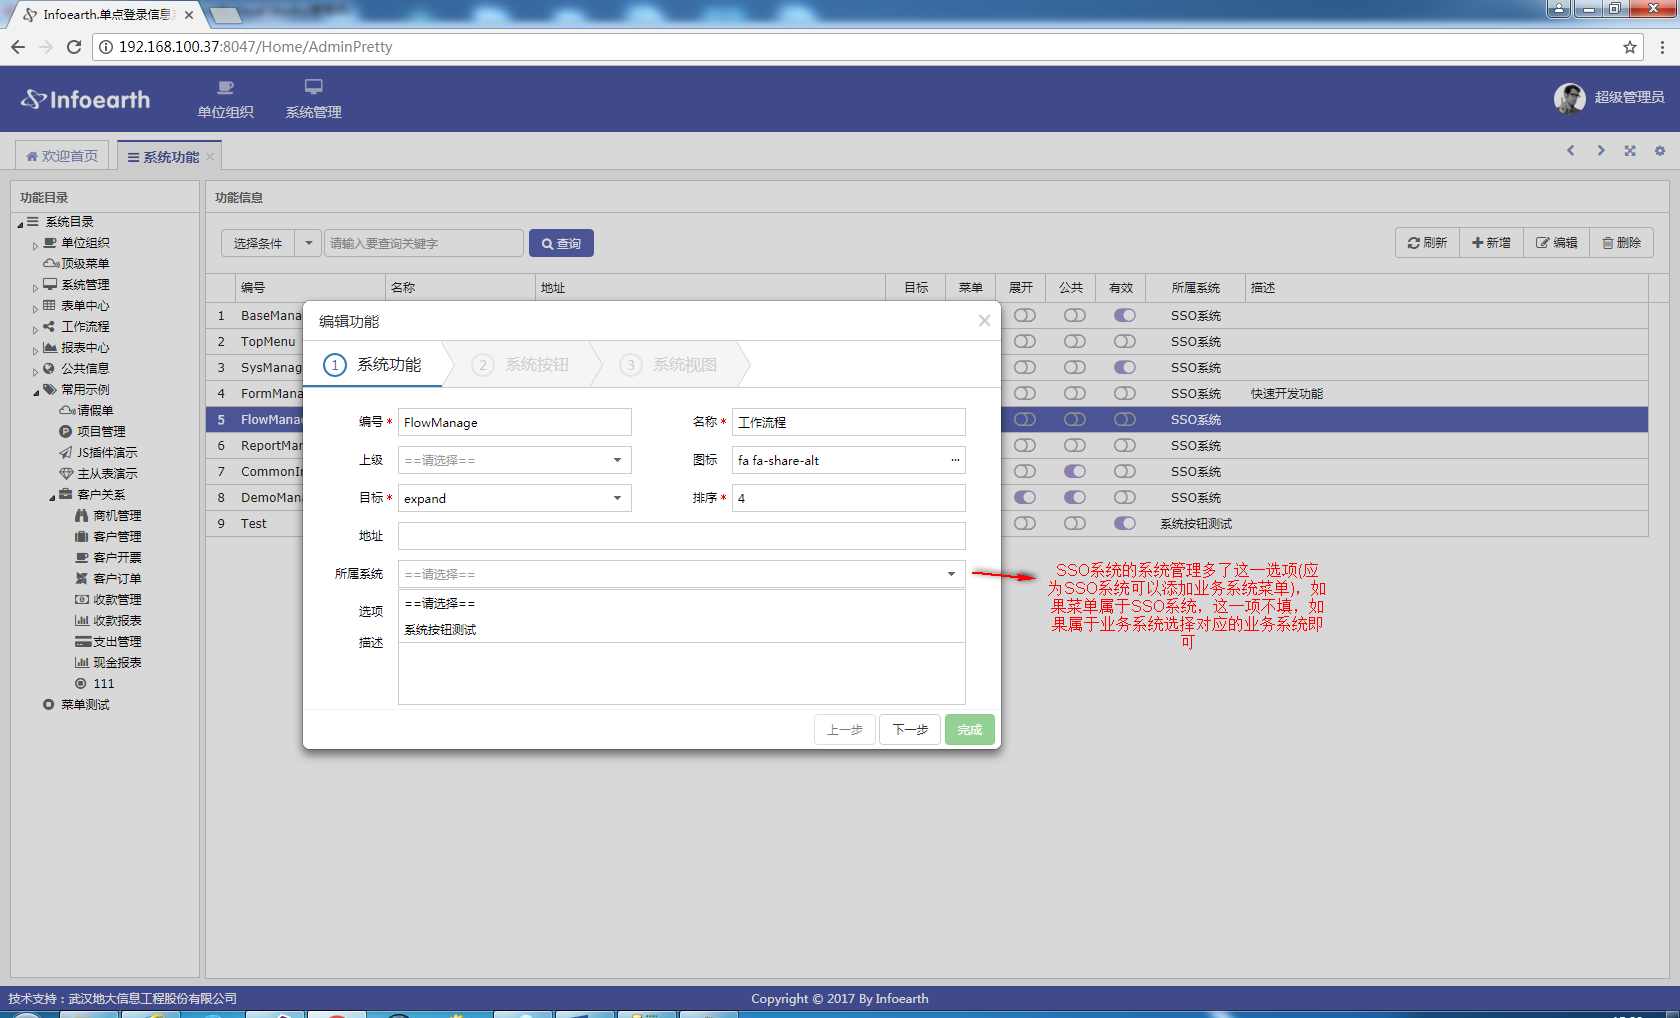 Infoearth.单点登录信息
192.168.100.37:8047/Home/AdminPretty
Infoearth
单位组织
系统管理
超级管理员
欢迎首页
系统功能
功能目录
系统目录
单位组织
顶级菜单
系统管理
表单中心
工作流程
报表中心
公共信息
常用示例
请假单
项目管理
JS插件演示
主从表演示
客户关系
商机管理
客户管理
客户开票
客户订单
收款管理
收款报表
支出管理
现金报表
111
菜单测试
功能信息
选择条件
请输入要查询关键字
查询
刷新
新增
编辑
删除
编号 名称 地址 目标 菜单 展开 公共 有效 所属系统 描述
1 BaseMana SSO系统
2 TopMenu SSO系统
3 SysManag SSO系统
4 FormMana SSO系统 快速开发功能
5 FlowManag SSO系统
6 ReportMar SSO系统
7 CommonIn SSO系统
8 DemoMana SSO系统
9 Test 系统按钮测试
编辑功能
1 系统功能
2 系统按钮
3 系统视图
编号 * FlowManage
名称 * 工作流程
上级 ==请选择==
图标 fa fa-share-alt ...
目标 * expand
排序 * 4
地址
所属系统 ==请选择==
选项 ==请选择==
系统按钮测试
描述
上一步
下一步
完成
SSO系统的系统管理多了这一选项(应
为SSO系统可以添加业务系统菜单)，如
果菜单属于SSO系统，这一项不填，如
果属于业务系统选择对应的业务系统即
可
技术支持：武汉地大信息工程股份有限公司
Copyright © 2017 By Infoearth